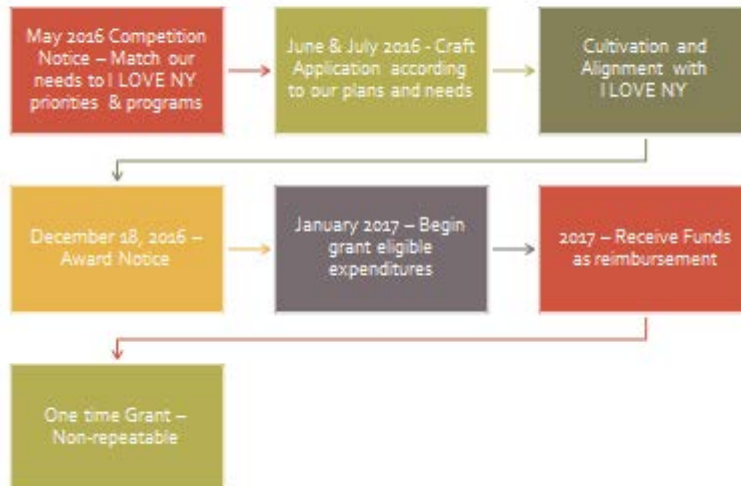 May 2016 Competition
Notice – Match our
needs to I LOVE NY
priorities & programs
June & July 2016 - Craft
Application according
to our plans and needs
Cultivation and
Alignment with
I LOVE NY
December 18, 2016 –
Award Notice
January 2017 – Begin
grant eligible
expenditures
2017 – Receive Funds
as reimbursement
One time Grant –
Non-repeatable